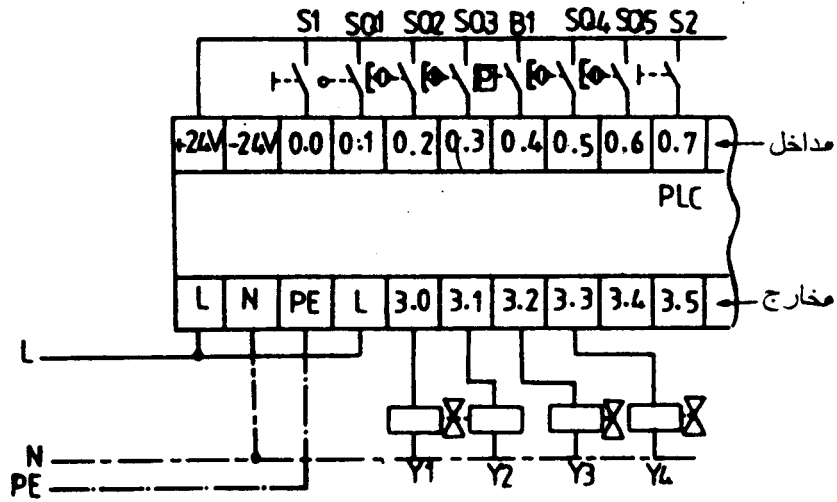 S1 SQ1 SQ2 SQ3 B1 SQ4 SQ5 S2
P
+24V -24V 0.0 0.1 0.2 0.3 0.4 0.5 0.6 0.7 مداخل
PLC
L N PE L 3.0 3.1 3.2 3.3 3.4 3.5 مخارج
L
N
Y1 Y2 Y3 Y4
PE